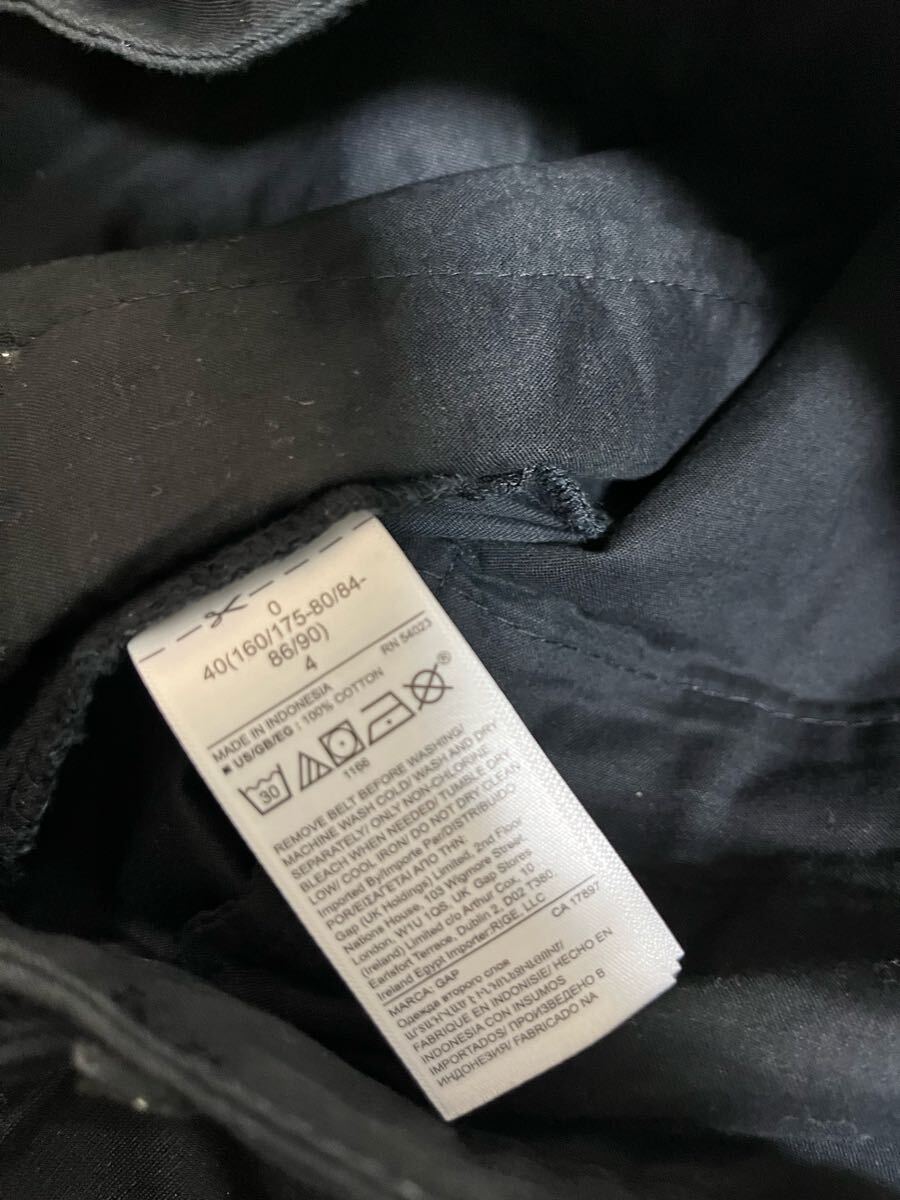 0
40(160/175-80/84-
86/90)
4
MADE IN INDONESIA RN 54023
■ US/GB/EG : 100% COTTON
30
®
1166
REMOVE BELT BEFORE WASHING/
MACHINE WASH COLD/ WASH AND DRY
SEPARATELY/ ONLY NON-CHLORINE
BLEACH WHEN NEEDED/ TUMBLE DRY
LOW/ COOL IRON/ DO NOT DRY CLEAN
Imported By/Importe Par/DISTRIBUIDO
POR/ΕΙΣΑΓΕΤΑΙ ΑΠΟ ΤΗΝ:
Gap (UK Holdings) Limited, 2nd Floor
Nations House, 103 Wigmore Street
London, W1U 1QS, UK, Gap Stores
(Ireland) Limited c/o Arthur Cox, 10
Earlsfort Terrace, Dublin 2, D02 T380,
Ireland Egypt Importer:RIGE, LLC
CA 17897
MARCA: GAP
Одежда второго слоя
ԱՐՏԱԴՐՎԱԾ Է ԻՆԴՈՆԵԶԻԱՅՈՒՄ/
FABRIQUE EN INDONESIE/ HECHO EN
INDONESIA CON INSUMOS
IMPORTADOS/ ПРОИЗВЕДЕНО В
ИНДОНЕЗИЯ/ FABRICADO NA